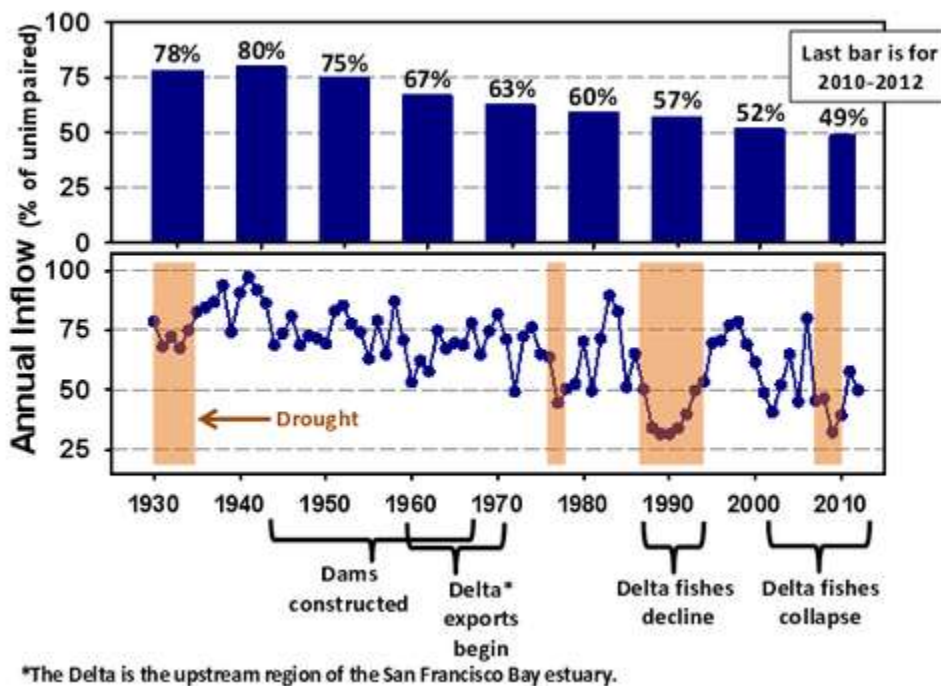 Annual Inflow (% of unimpaired)
100
75
50
25
0
78%
80%
75%
67%
63%
60%
57%
52%
49%
Last bar is for
2010-2012
100
75
50
25
Drought
1930
1940
1950
1960
1970
1980
1990
2000
2010
Dams
constructed
Delta*
exports
begin
Delta fishes
decline
Delta fishes
collapse
*The Delta is the upstream region of the San Francisco Bay estuary.